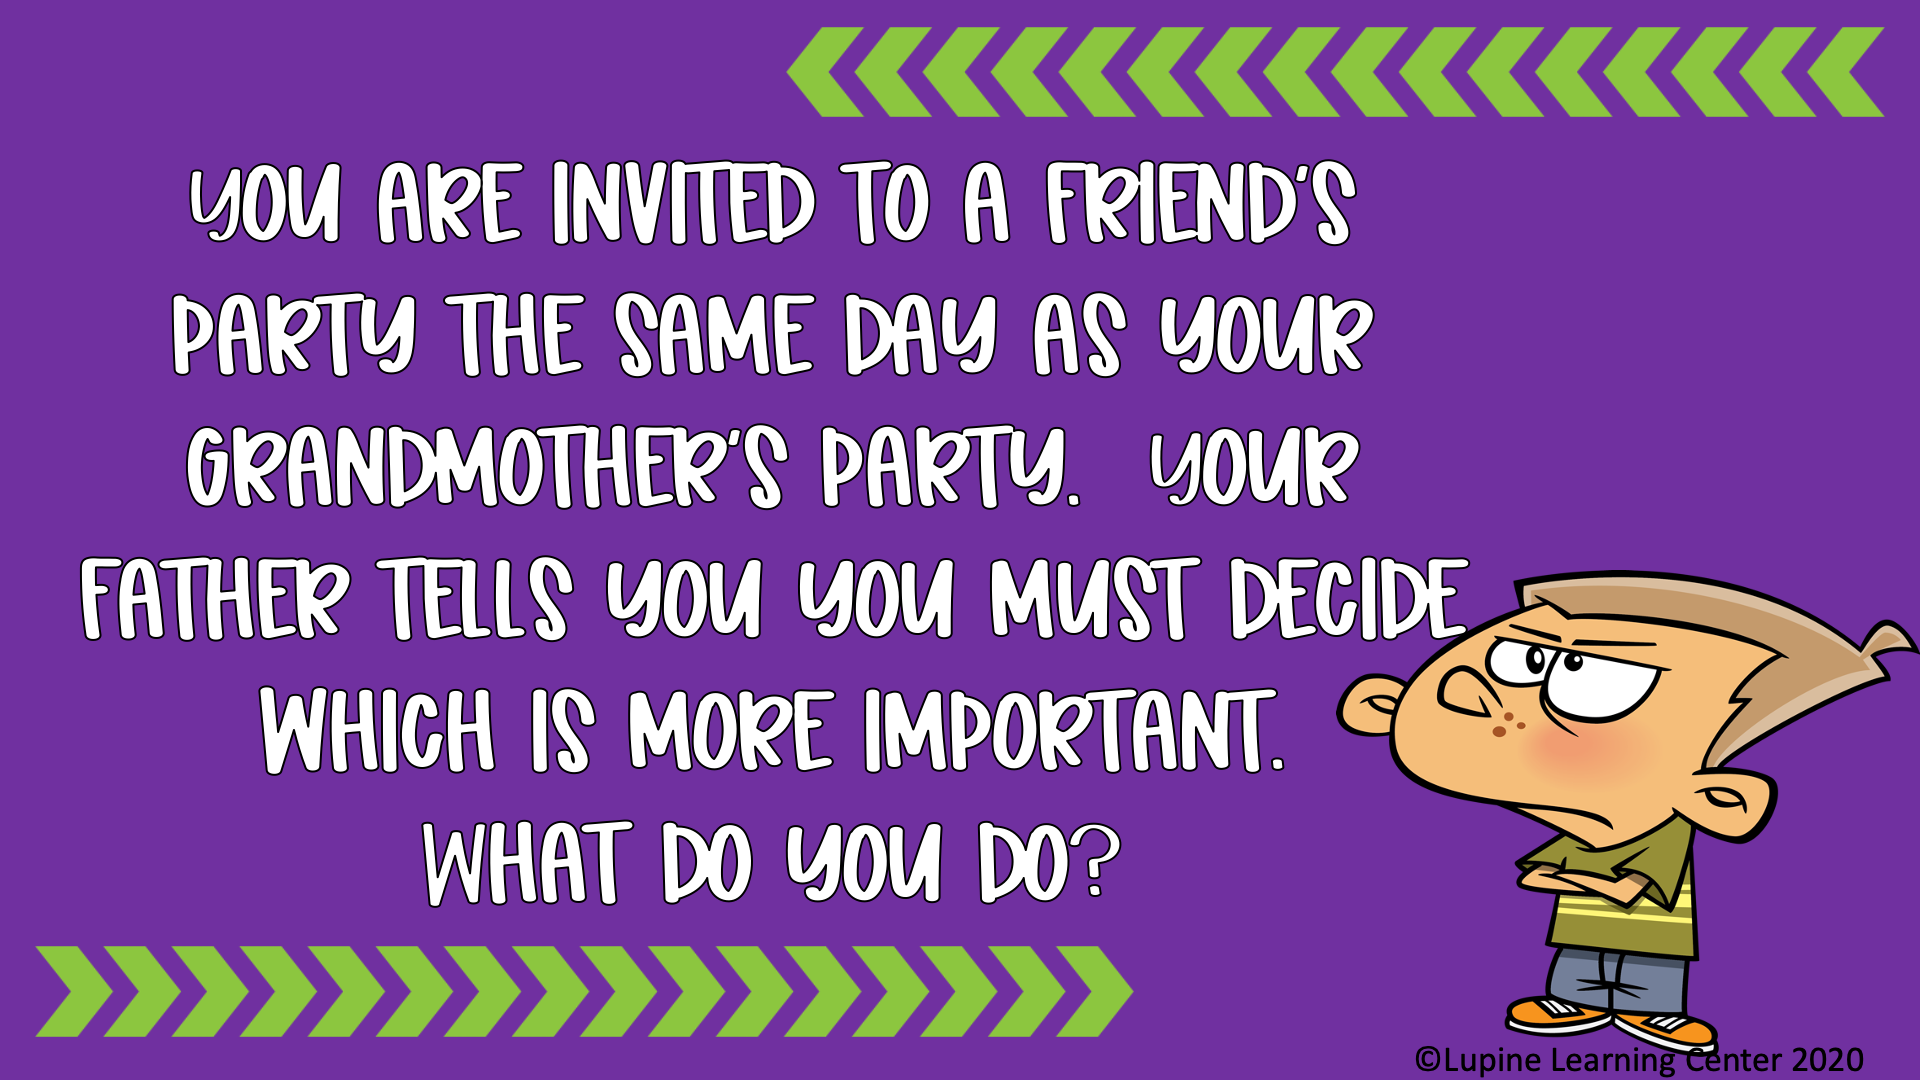 YOU ARE INVITED TO A FRIEND'S
PARTY THE SAME DAY AS YOUR
GRANDMOTHER'S PARTY. YOUR
FATHER TELLS YOU YOU MUST DECIDE
WHICH IS MORE IMPORTANT.
WHAT DO YOU DO?
©Lupine Learning Center 2020